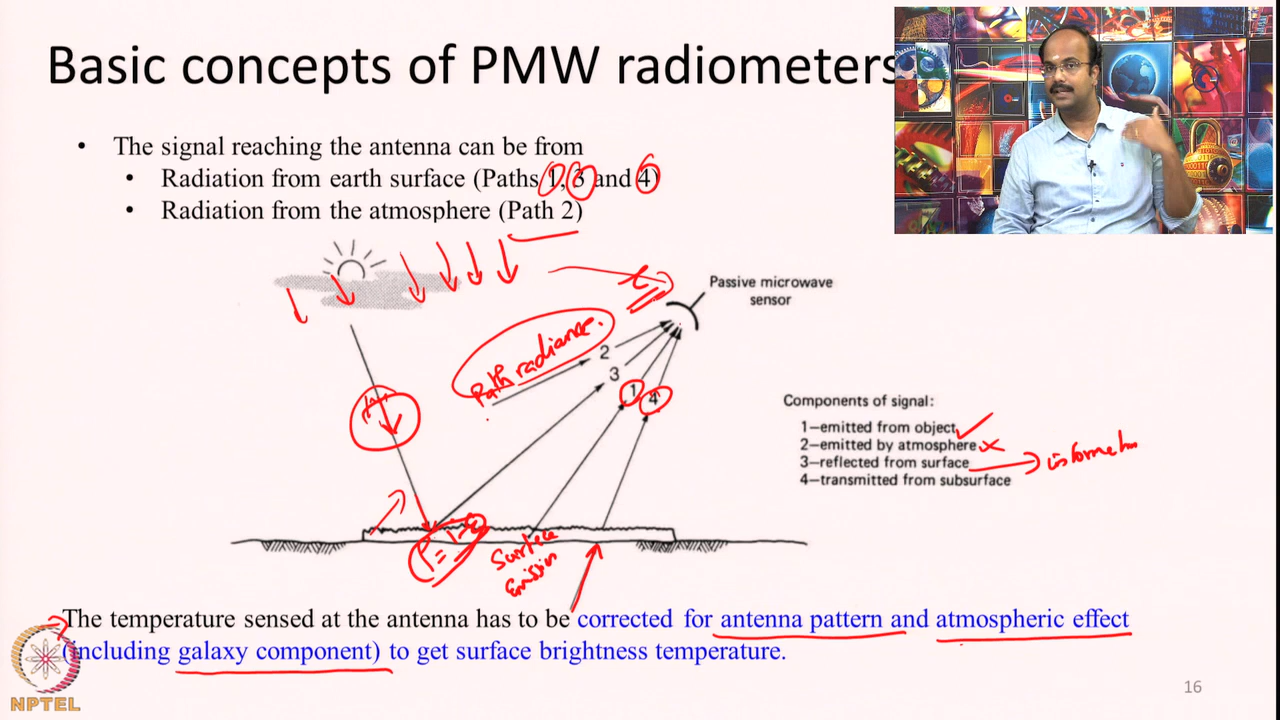 Basic concepts of PMW radiometers
• The signal reaching the antenna can be from
• Radiation from earth surface (Paths 1, 3 and 4)
• Radiation from the atmosphere (Path 2)
Passive microwave
sensor
Path radiance.
2
3
1
4
Components of signal:
1—emitted from object
2—emitted by atmosphere
3—reflected from surface
4—transmitted from subsurface
Surface
Emission
The temperature sensed at the antenna has to be corrected for antenna pattern and atmospheric effect
(including galaxy component) to get surface brightness temperature.
NPTEL
16